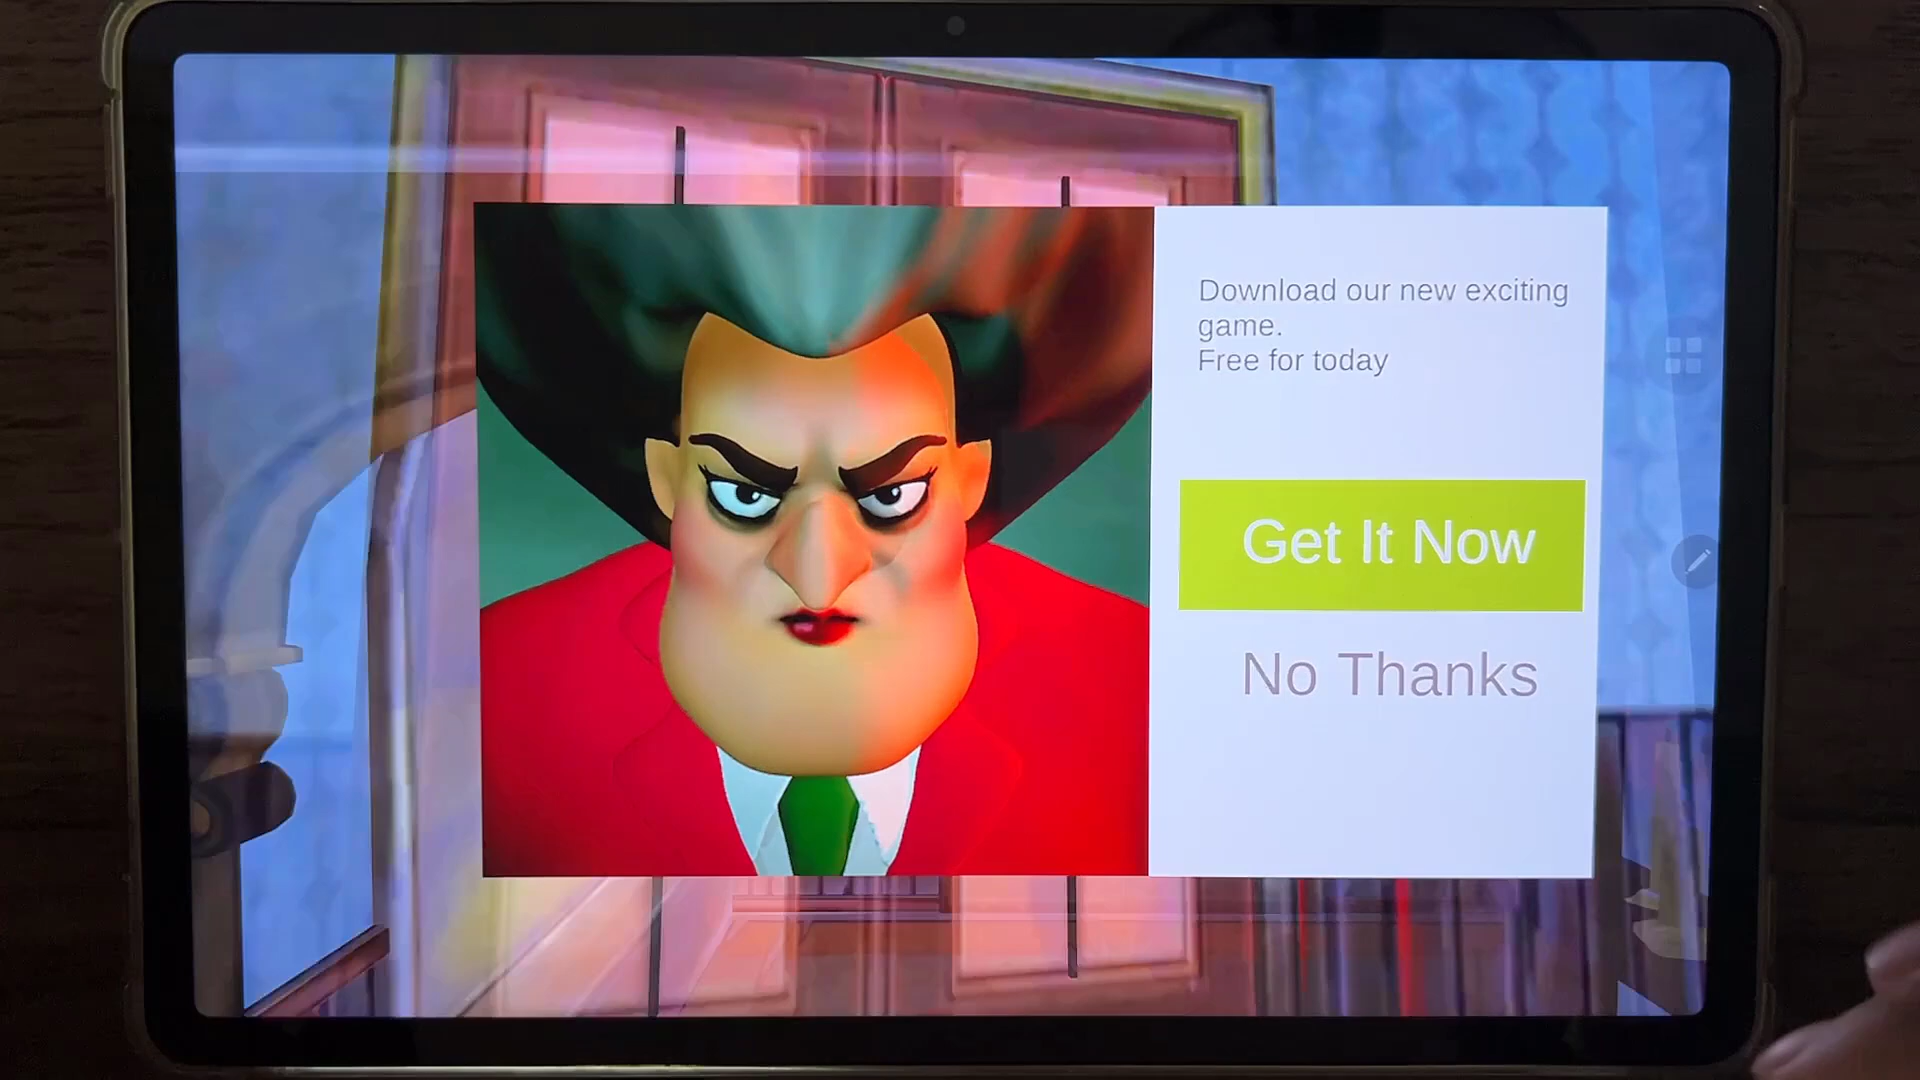 Download our new exciting
game.
Free for today
Get It Now
No Thanks